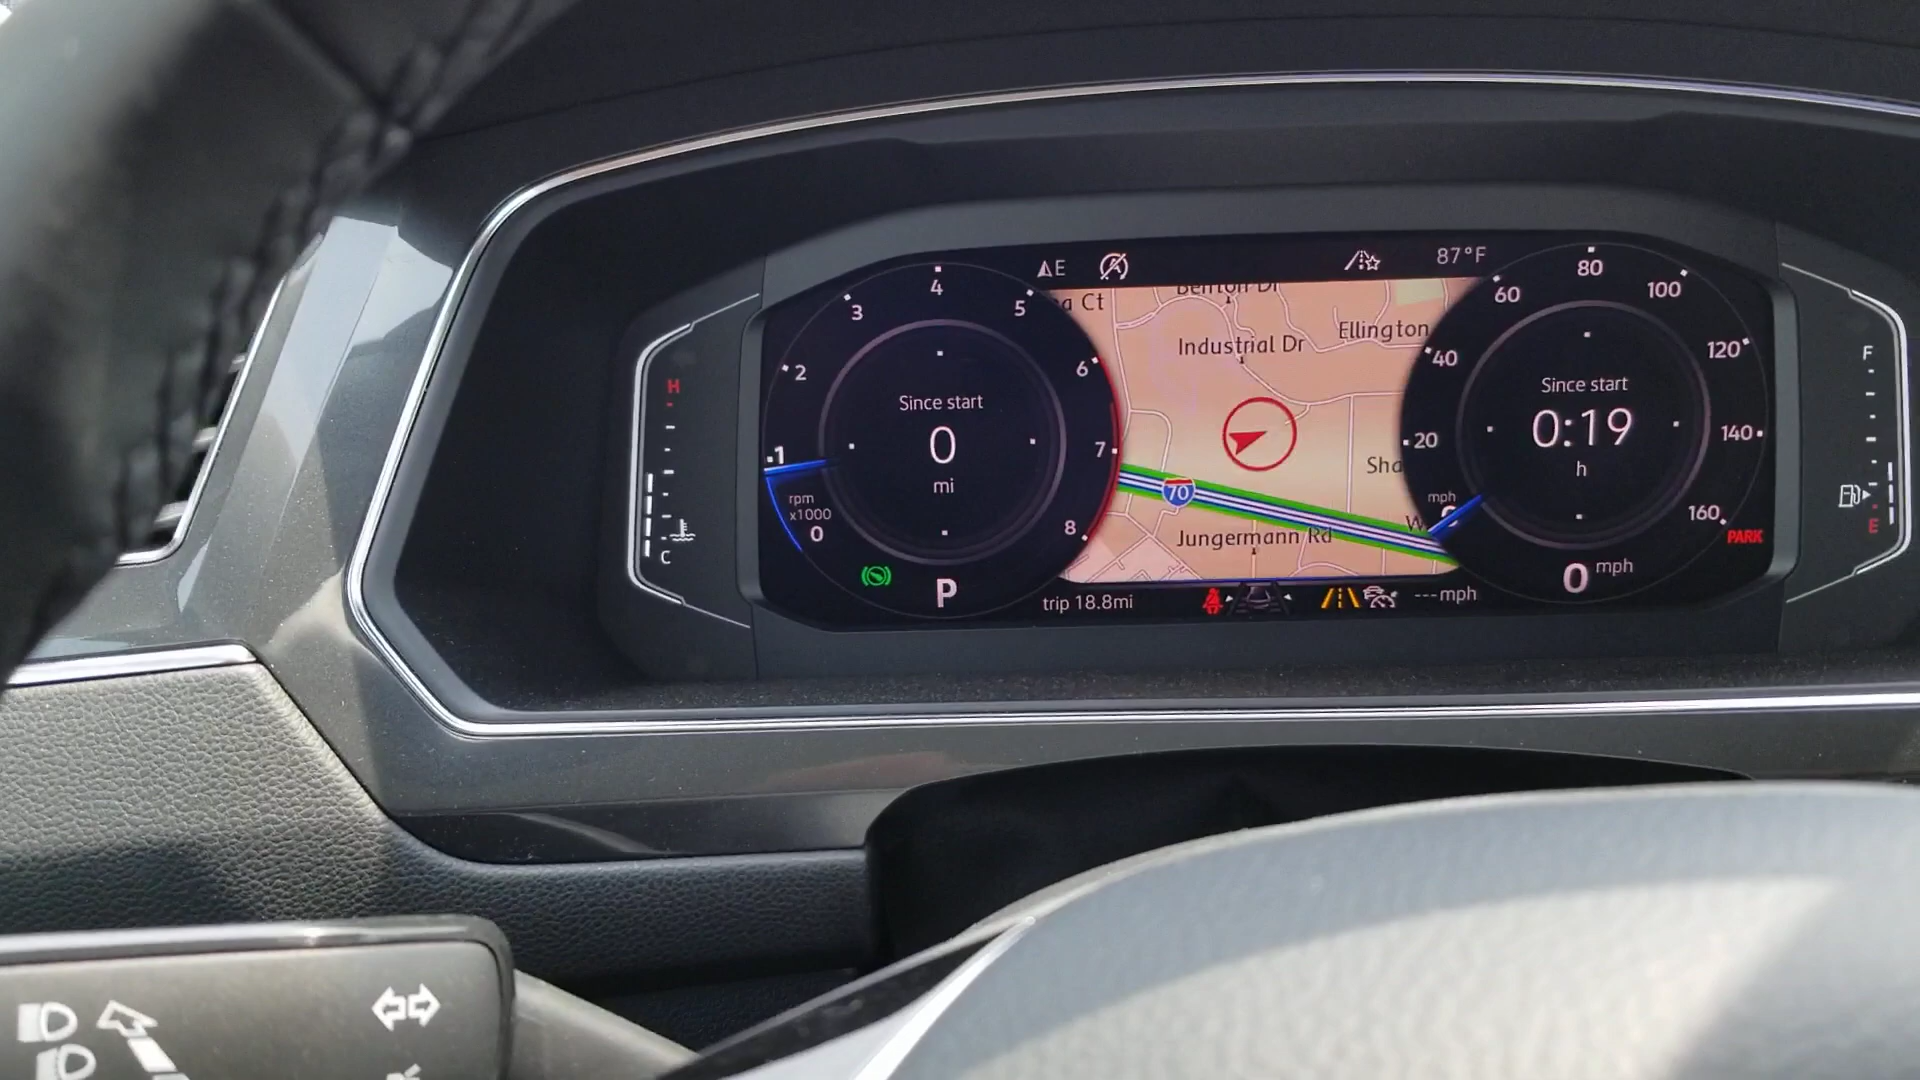 H
C
4
3
5
2
6
.1
7
8
rpm
x1000
0
Since start
0
mi
P
E
87°F
a Ct
Benton Dr
Industrial Dr
Ellington
Sha
70
W
Jungermann Rd
trip 18.8mi
---mph
80
60
100
40
120
20
140
160
mph
Since start
0:19
h
0 mph
PARK
F
E